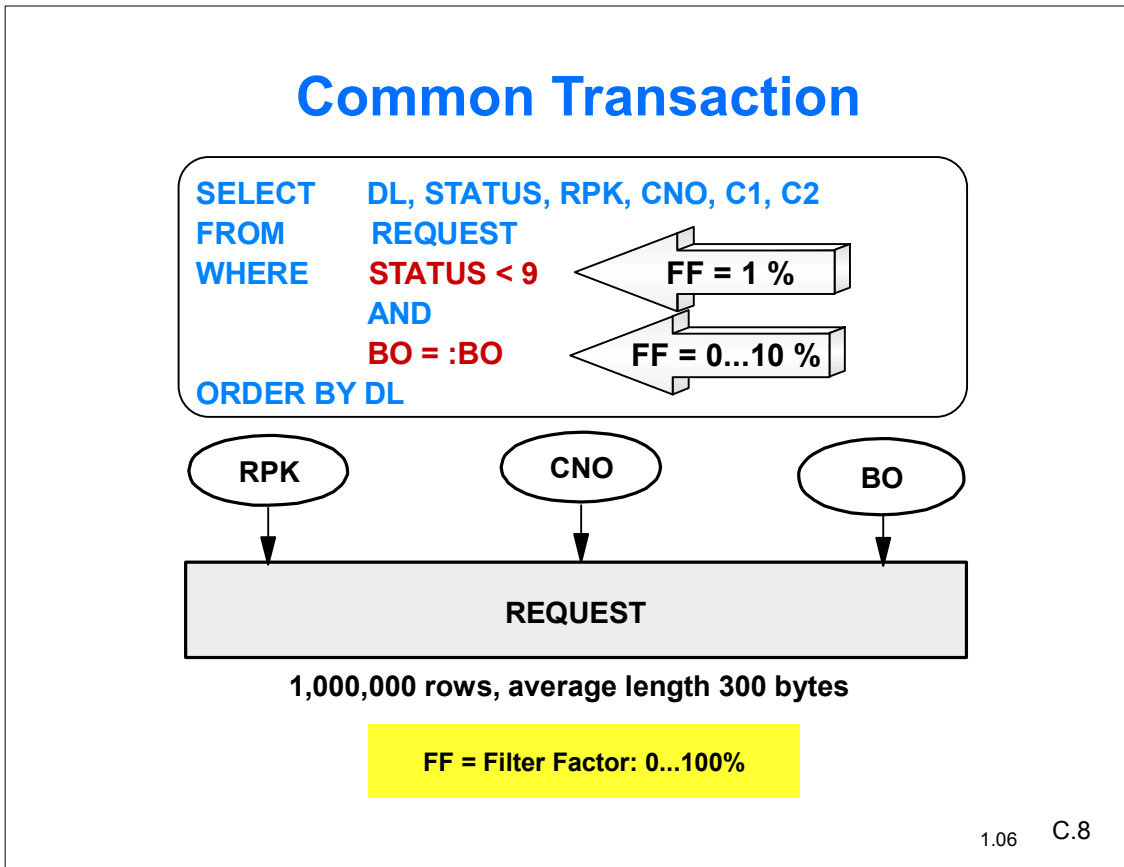 Common Transaction
SELECT DL, STATUS, RPK, CNO, C1, C2
FROM REQUEST
WHERE STATUS < 9 FF = 1 %
AND
BO = :BO FF = 0...10 %
ORDER BY DL
RPK CNO BO
REQUEST
1,000,000 rows, average length 300 bytes
FF = Filter Factor: 0...100%
1.06 C.8